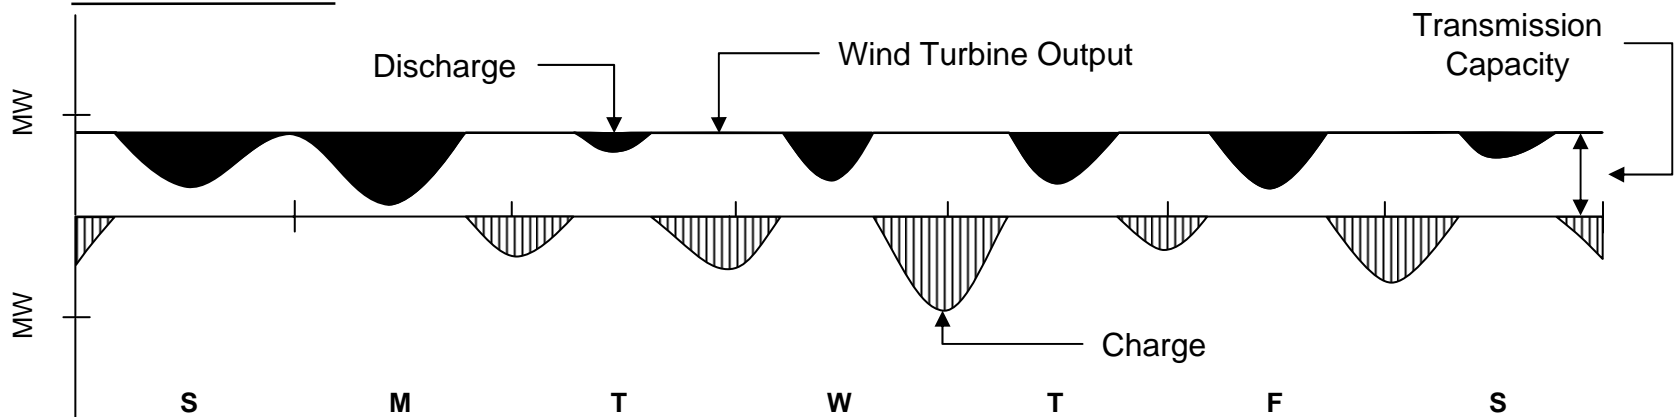 Transmission
Capacity
Wind Turbine Output
Discharge
MW
MW
Charge
S M T W T F S